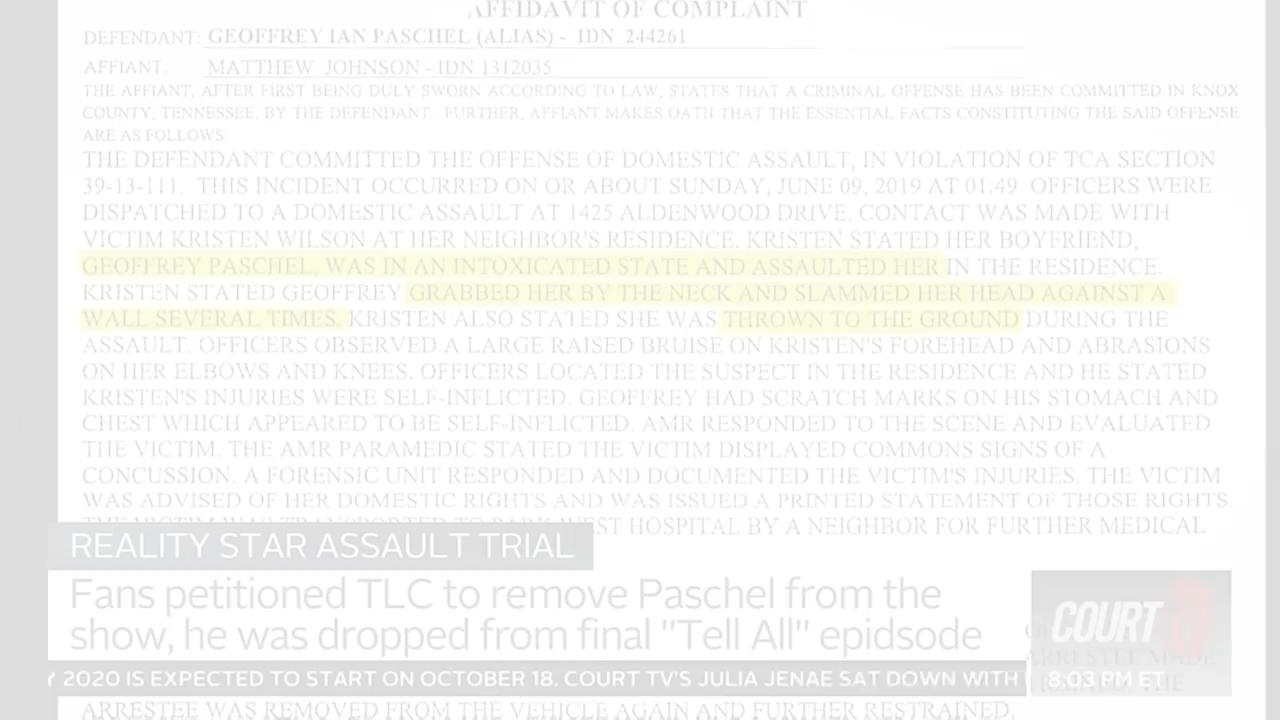 AFFIDAVIT OF COMPLAINT
DEFENDANT: GEOFFREY IAN PASCHEL (ALIAS) - IDN 244261
AFFIANT: MATTHEW JOHNSON - IDN 1312035
THE AFFIANT, AFTER FIRST BEING DULY SWORN ACCORDING TO LAW, STATES THAT A CRIMINAL OFFENSE HAS BEEN COMMITTED IN KNOX
COUNTY, TENNESSEE, BY THE DEFENDANT. FURTHER, AFFIANT MAKES OATH THAT THE ESSENTIAL FACTS CONSTITUTING THE SAID OFFENSE
ARE AS FOLLOWS.
THE DEFENDANT COMMITTED THE OFFENSE OF DOMESTIC ASSAULT, IN VIOLATION OF TCA SECTION
39-13-111. THIS INCIDENT OCCURRED ON OR ABOUT SUNDAY, JUNE 09, 2019 AT 01:49 OFFICERS WERE
DISPATCHED TO A DOMESTIC ASSAULT AT 1425 ALDENWOOD DRIVE. CONTACT WAS MADE WITH
VICTIM KRISTEN WILSON AT HER NEIGHBOR'S RESIDENCE. KRISTEN STATED HER BOYFRIEND,
GEOFFREY PASCHEL, WAS IN AN INTOXICATED STATE AND ASSAULTED HER IN THE RESIDENCE.
KRISTEN STATED GEOFFREY GRABBED HER BY THE NECK AND SLAMMED HER HEAD AGAINST A
WALL SEVERAL TIMES. KRISTEN ALSO STATED SHE WAS THROWN TO THE GROUND DURING THE
ASSAULT. OFFICERS OBSERVED A LARGE RAISED BRUISE ON KRISTEN'S FOREHEAD AND ABRASIONS
ON HER ELBOWS AND KNEES. OFFICERS LOCATED THE SUSPECT IN THE RESIDENCE AND HE STATED
KRISTEN'S INJURIES WERE SELF-INFLICTED. GEOFFREY HAD SCRATCH MARKS ON HIS STOMACH AND
CHEST WHICH APPEARED TO BE SELF-INFLICTED. AMR RESPONDED TO THE SCENE AND EVALUATED
THE VICTIM. THE AMR PARAMEDIC STATED THE VICTIM DISPLAYED COMMONS SIGNS OF A
CONCUSSION. A FORENSIC UNIT RESPONDED AND DOCUMENTED THE VICTIM'S INJURIES. THE VICTIM
WAS ADVISED OF HER DOMESTIC RIGHTS AND WAS ISSUED A PRINTED STATEMENT OF THOSE RIGHTS.
THE VICTIM WAS TRANSPORTED TO PARK WEST HOSPITAL BY A NEIGHBOR FOR FURTHER MEDICAL
REALITY STAR ASSAULT TRIAL
Fans petitioned TLC to remove Paschel from the
show, he was dropped from final "Tell All" epidsode
COURT TV
ARRESTEE MADE
2020 IS EXPECTED TO START ON OCTOBER 18. COURT TV'S JULIA JENAE SAT DOWN WITH
8:03 PM ET
THE
ARRESTEE WAS REMOVED FROM THE VEHICLE AGAIN AND FURTHER RESTRAINED.